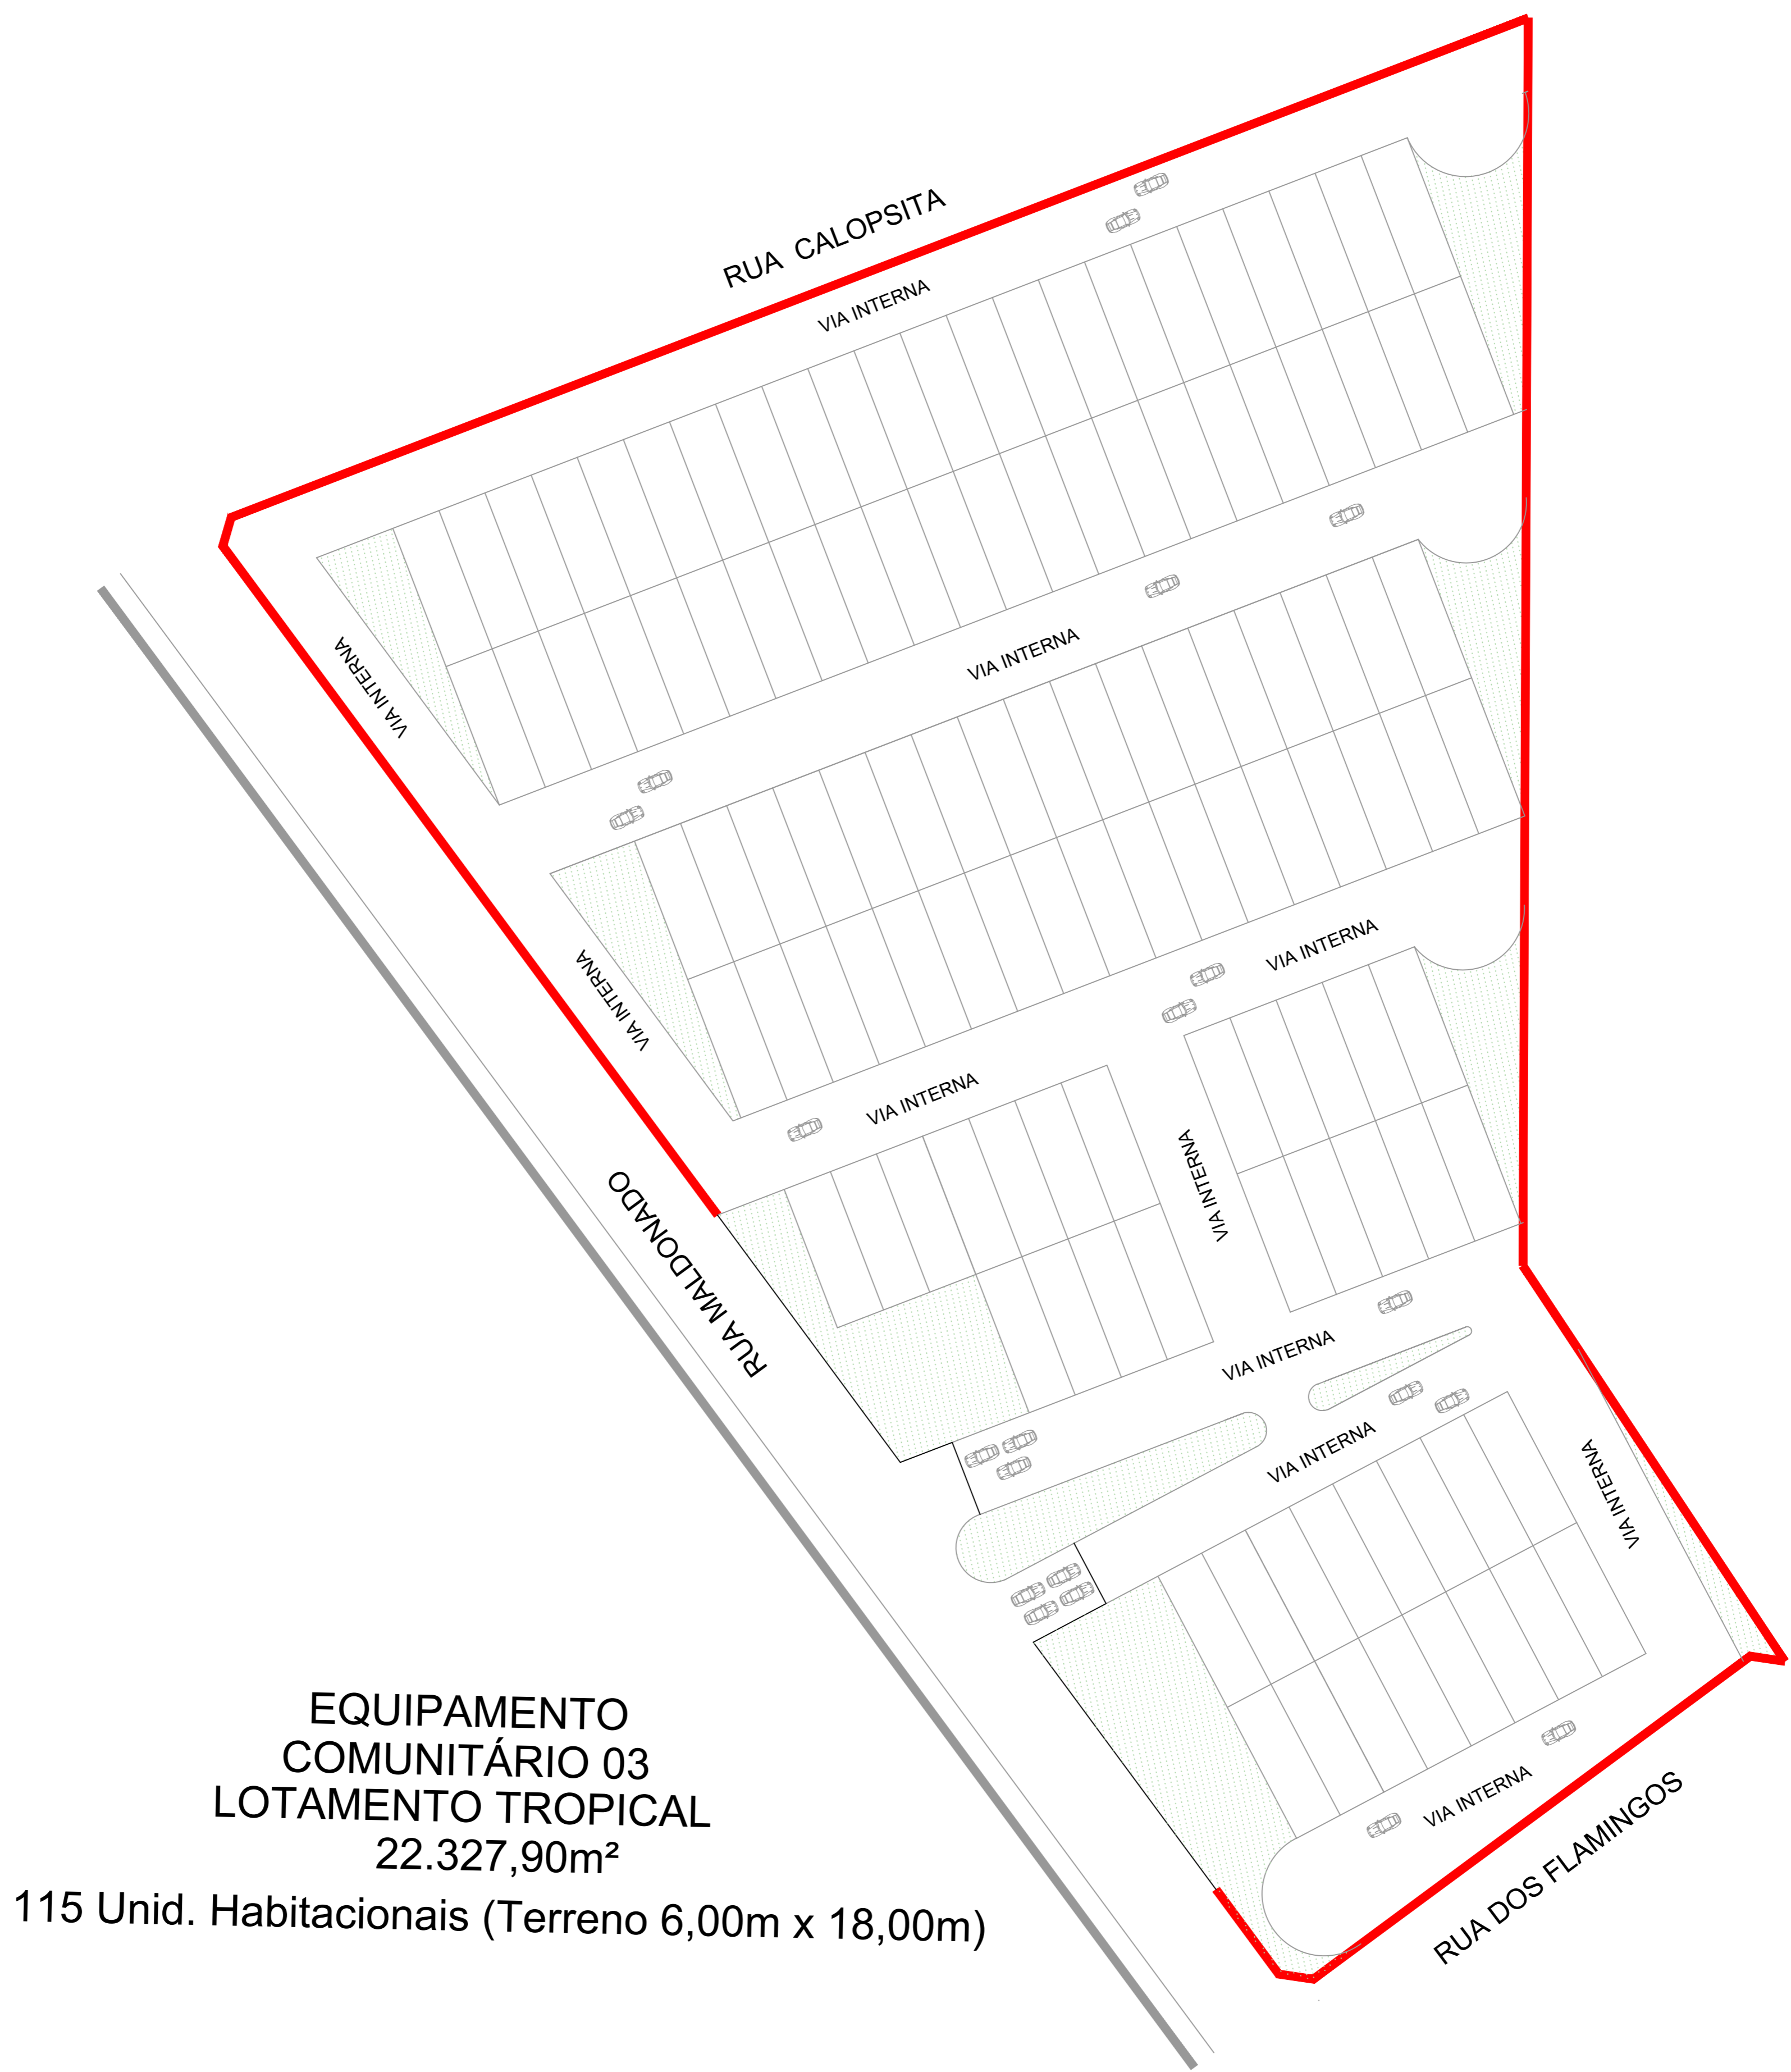 RUA CALOPSITA
VIA INTERNA
VIA INTERNA
VIA INTERNA
VIA INTERNA
VIA INTERNA
VIA INTERNA
VIA INTERNA
RUA MALDONADO
VIA INTERNA
VIA INTERNA
VIA INTERNA
VIA INTERNA
EQUIPAMENTO
COMUNITÁRIO 03
LOTAMENTO TROPICAL
22.327,90m²
115 Unid. Habitacionais (Terreno 6,00m x 18,00m)
VIA INTERNA
RUA DOS FLAMINGOS